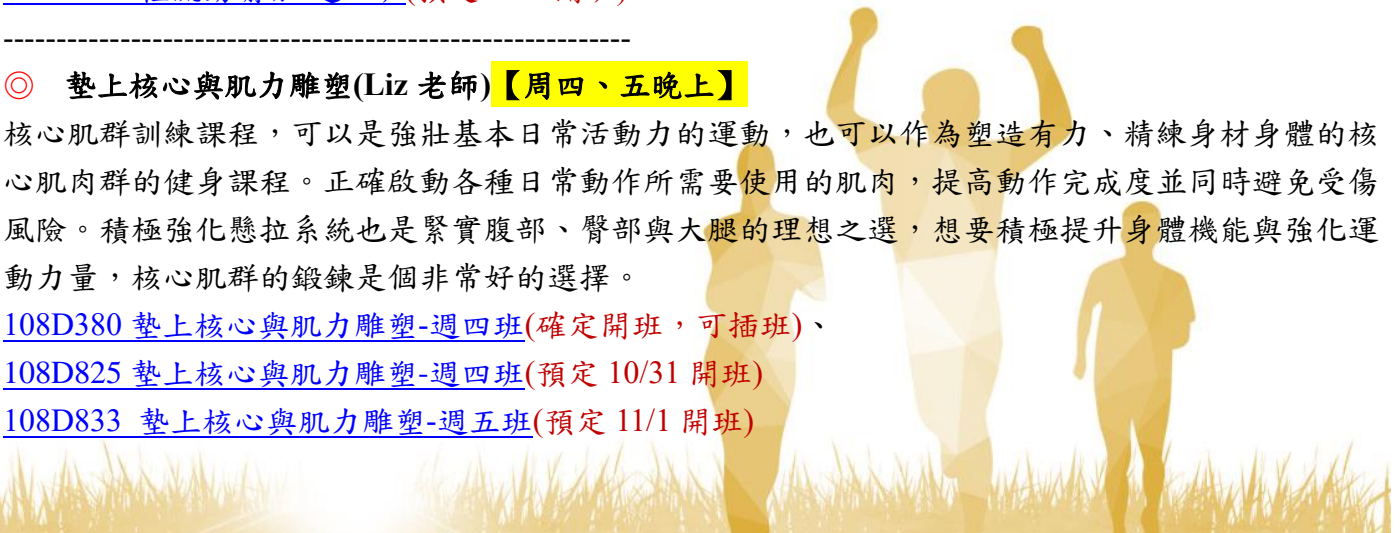 ------------------------------------------------------------
◎ 墊上核心與肌力雕塑(Liz 老師)【周四、五晚上】
核心肌群訓練課程，可以是強壯基本日常活動力的運動，也可以作為塑造有力、精練身材身體的核
心肌肉群的健身課程。正確啟動各種日常動作所需要使用的肌肉，提高動作完成度並同時避免受傷
風險。積極強化懸拉系統也是緊實腹部、臀部與大腿的理想之選，想要積極提升身體機能與強化運
動力量，核心肌群的鍛鍊是個非常好的選擇。
108D380 墊上核心與肌力雕塑-週四班(確定開班，可插班)、
108D825 墊上核心與肌力雕塑-週四班(預定 10/31 開班)
108D833 墊上核心與肌力雕塑-週五班(預定 11/1 開班)